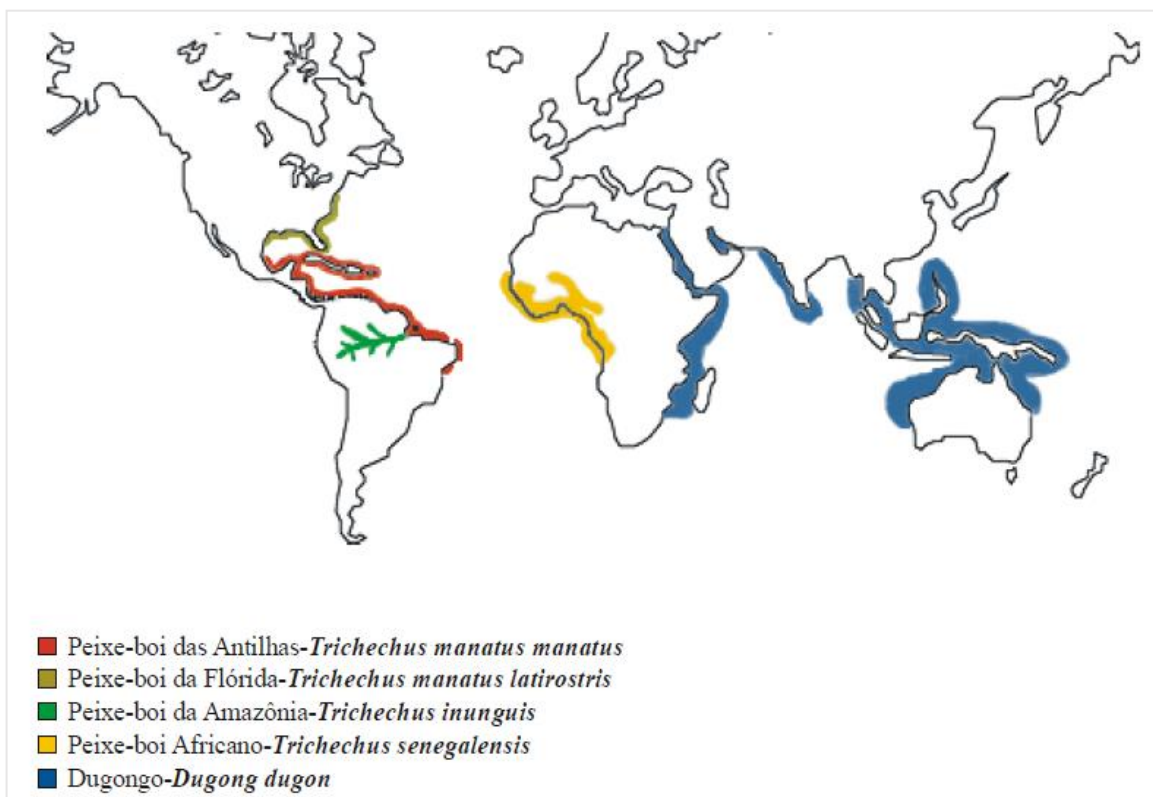 Peixe-boi das Antilhas-Trichechus manatus manatus
Peixe-boi da Flórida-Trichechus manatus latirostris
Peixe-boi da Amazônia-Trichechus inunguis
Peixe-boi Africano-Trichechus senegalensis
Dugongo-Dugong dugon